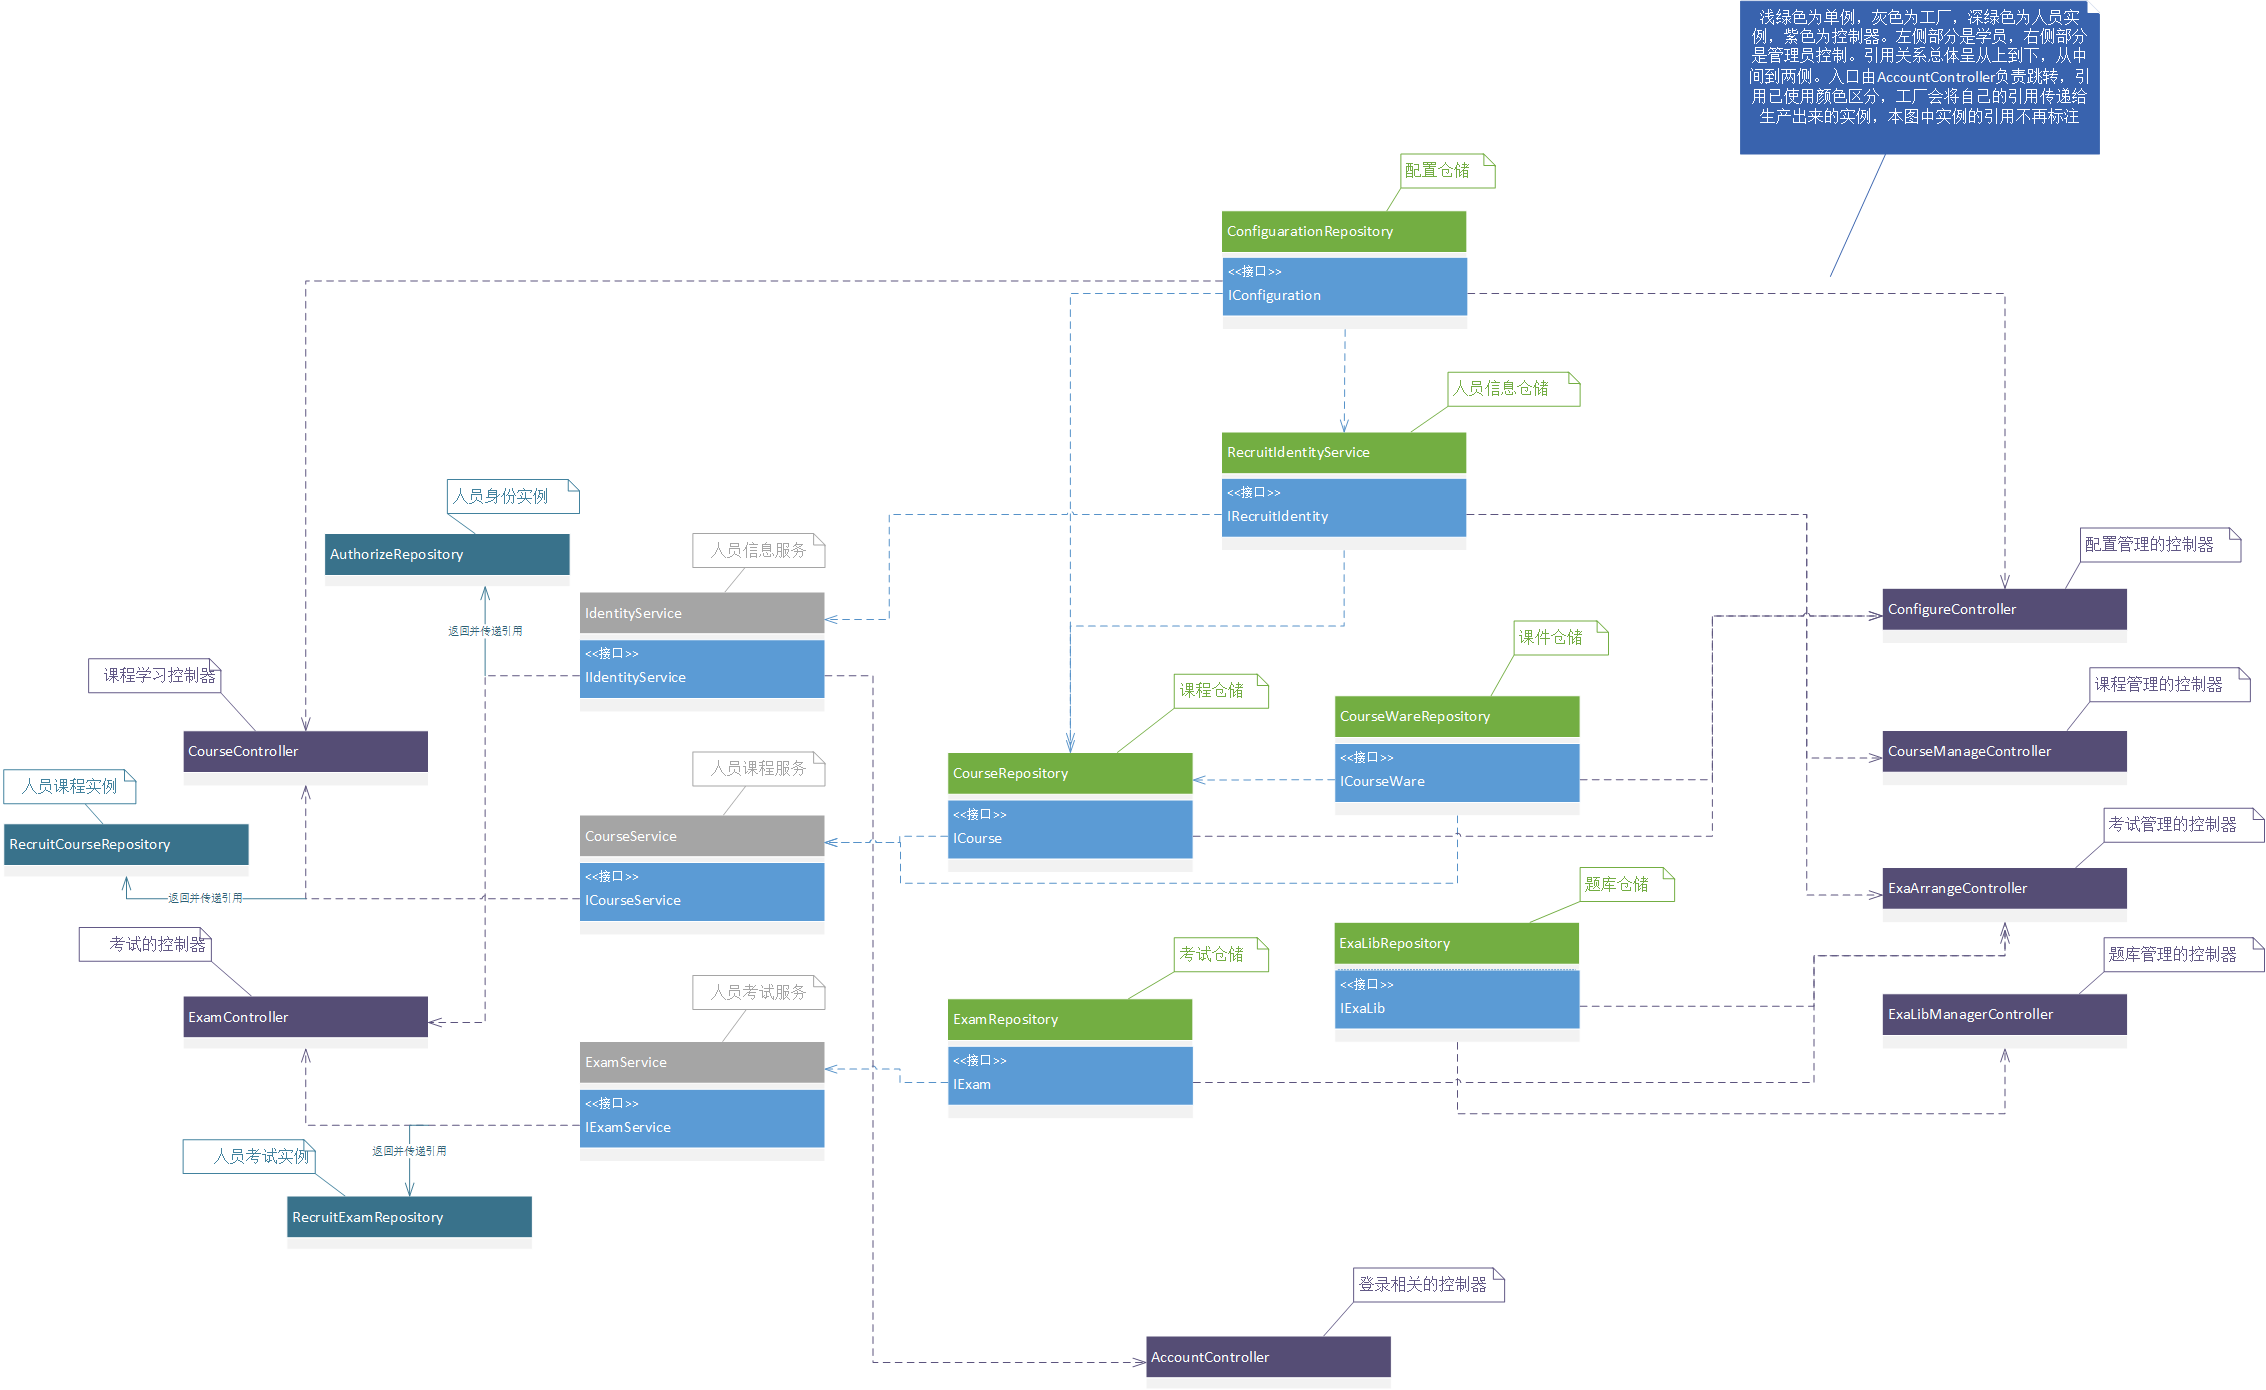 浅绿色为单例，灰色为工厂，深绿色为人员实
例，紫色为控制器。左侧部分是学员，右侧部分
是管理员控制。引用关系总体呈从上到下，从中
间到两侧。入口由AccountController负责跳转，引
用已使用颜色区分，工厂会将自己的引用传递给
生产出来的实例，本图中实例的引用不再标注
配置仓储
ConfiguarationRepository
<<接口>>
IConfiguration
人员信息仓储
RecruitIdentityService
<<接口>>
IRecruitIdentity
人员身份实例
AuthorizeRepository
人员信息服务
IdentityService
<<接口>>
IIdentityService
返回并传递引用
配置管理的控制器
ConfigureController
课程学习控制器
CourseController
课件仓储
CourseWareRepository
<<接口>>
ICourseWare
课程仓储
CourseRepository
<<接口>>
ICourse
课程管理的控制器
CourseManageController
人员课程实例
RecruitCourseRepository
人员课程服务
CourseService
<<接口>>
ICourseService
返回并传递引用
考试管理的控制器
ExaArrangeController
题库仓储
ExaLibRepository
<<接口>>
IExaLib
考试的控制器
ExamController
人员考试服务
ExamService
<<接口>>
IExamService
考试仓储
ExamRepository
<<接口>>
IExam
题库管理的控制器
ExaLibManagerController
返回并传递引用
人员考试实例
RecruitExamRepository
登录相关的控制器
AccountController